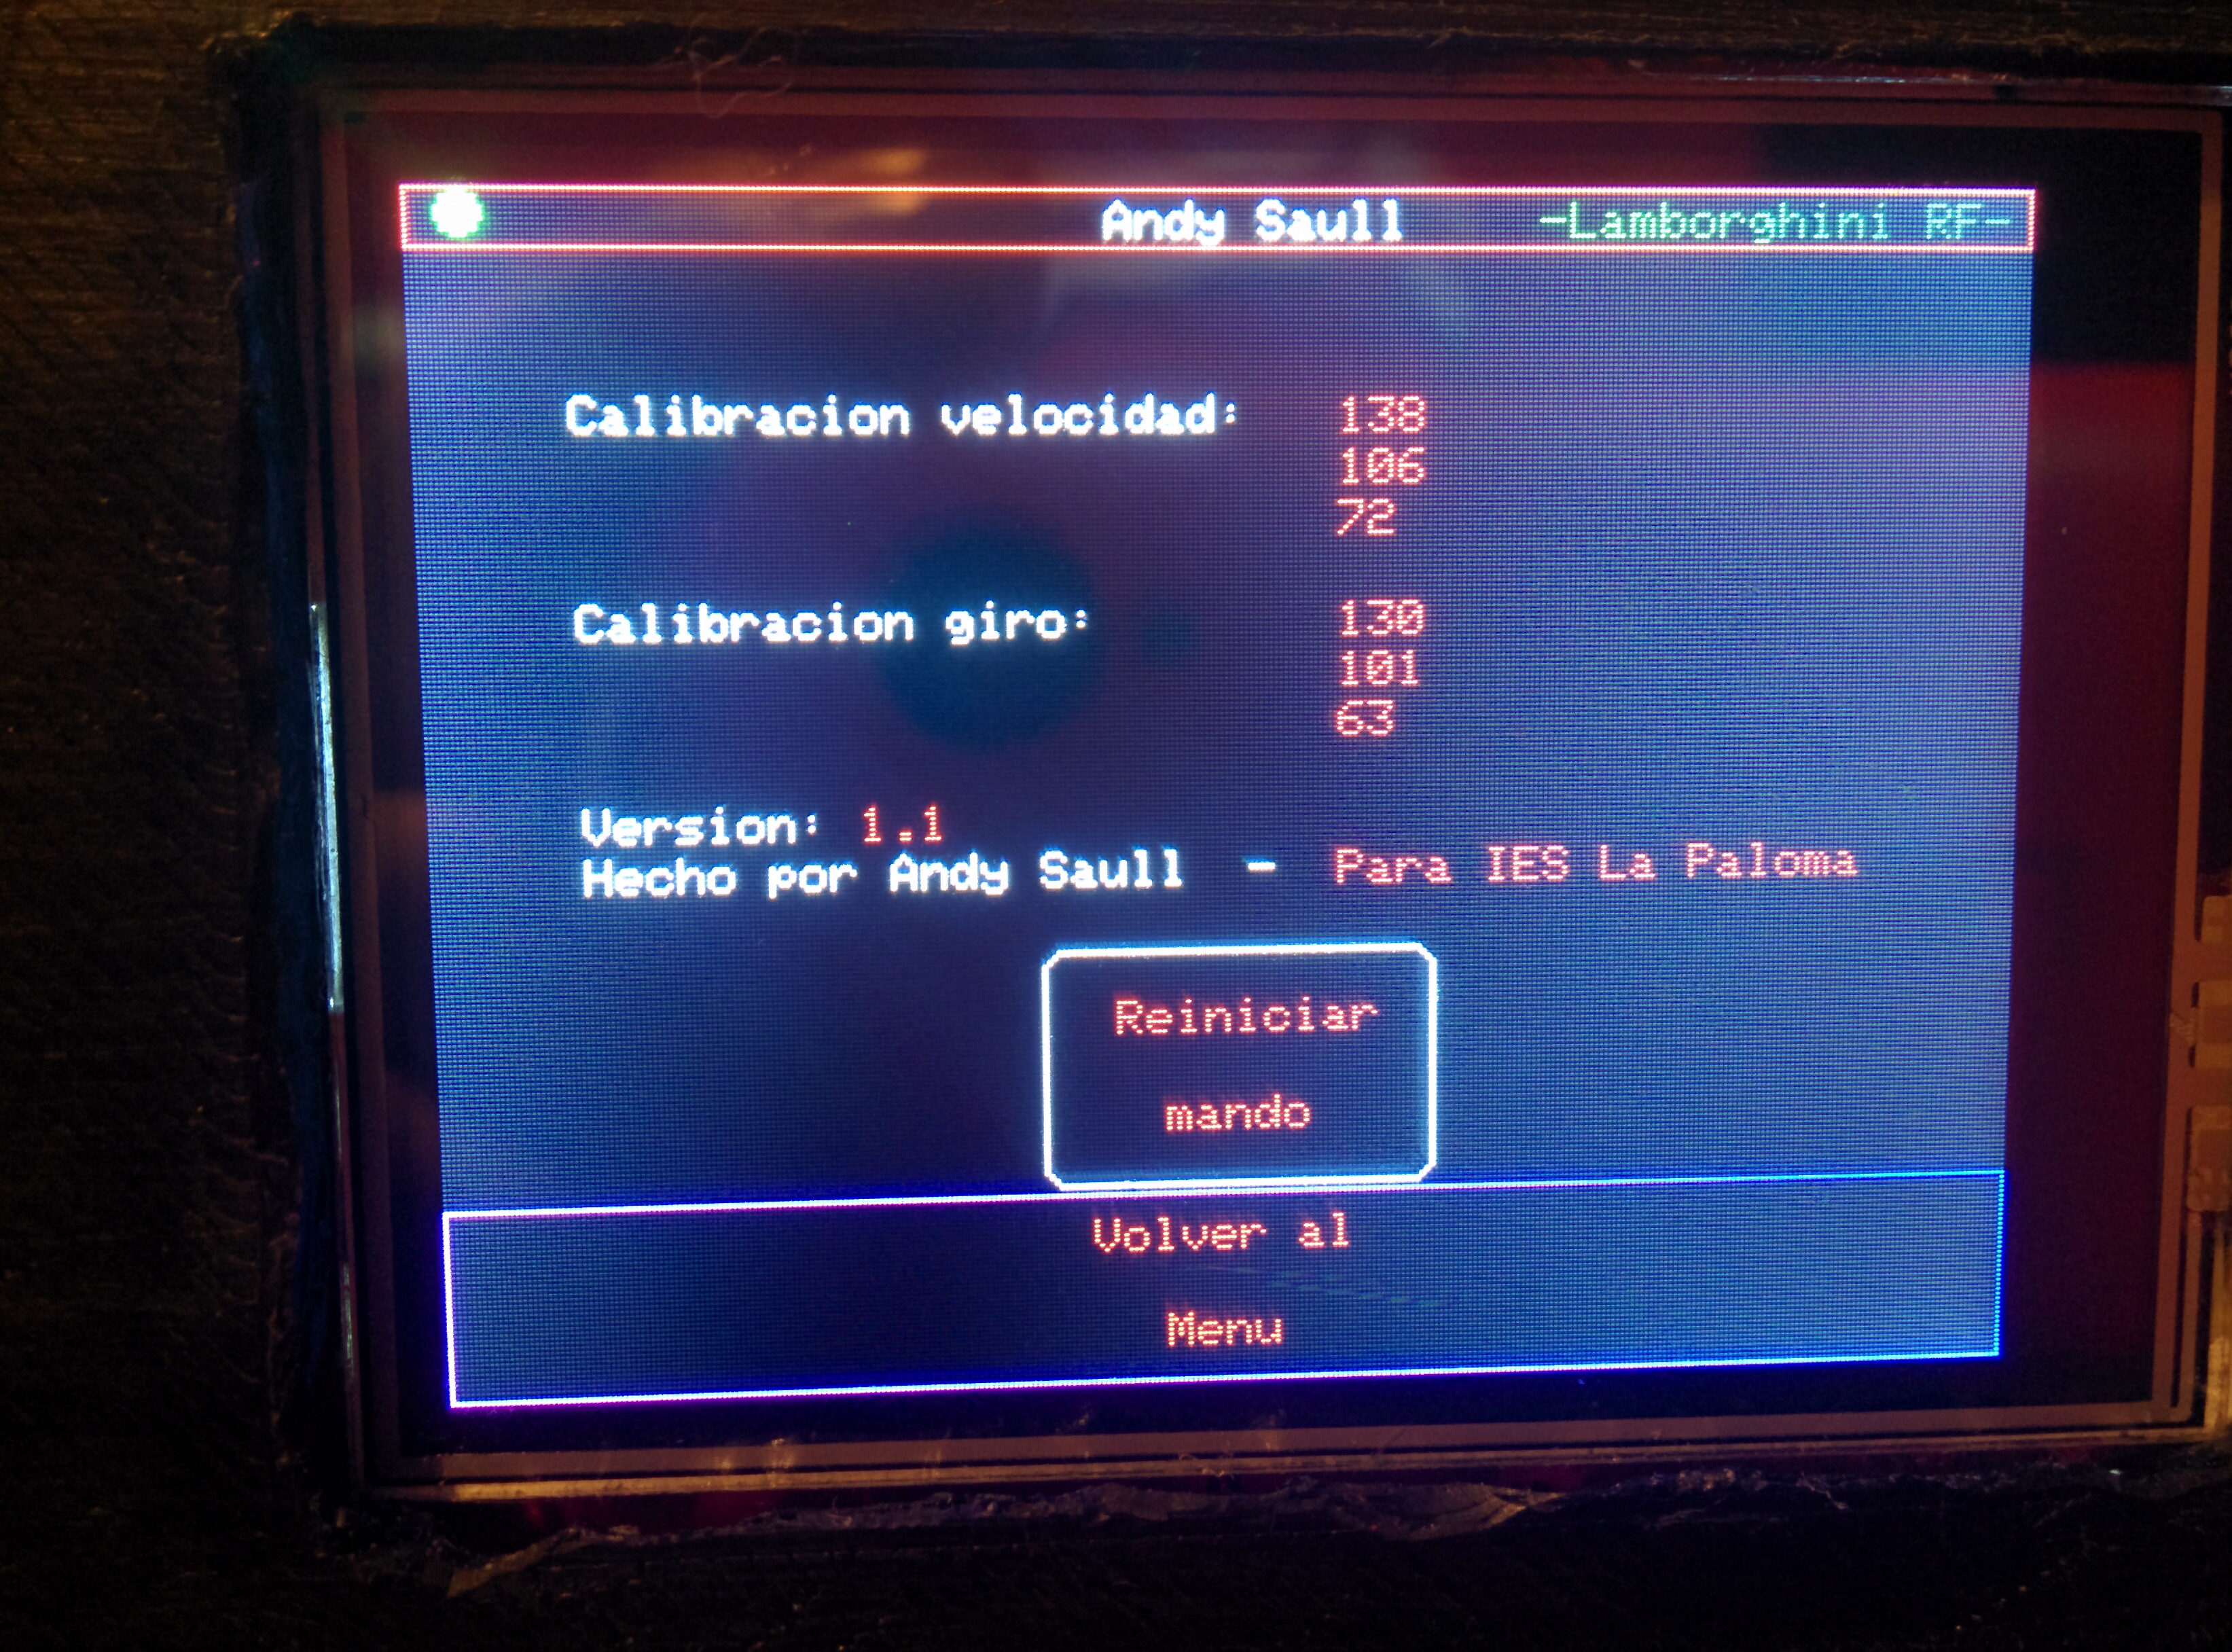 Andy Saull -Lamborghini RF-
Calibracion velocidad: 138
106
72
Calibracion giro: 130
101
63
Version: 1.1
Hecho por Andy Saull - Para IES La Paloma
Reiniciar
mando
Volver al
Menu